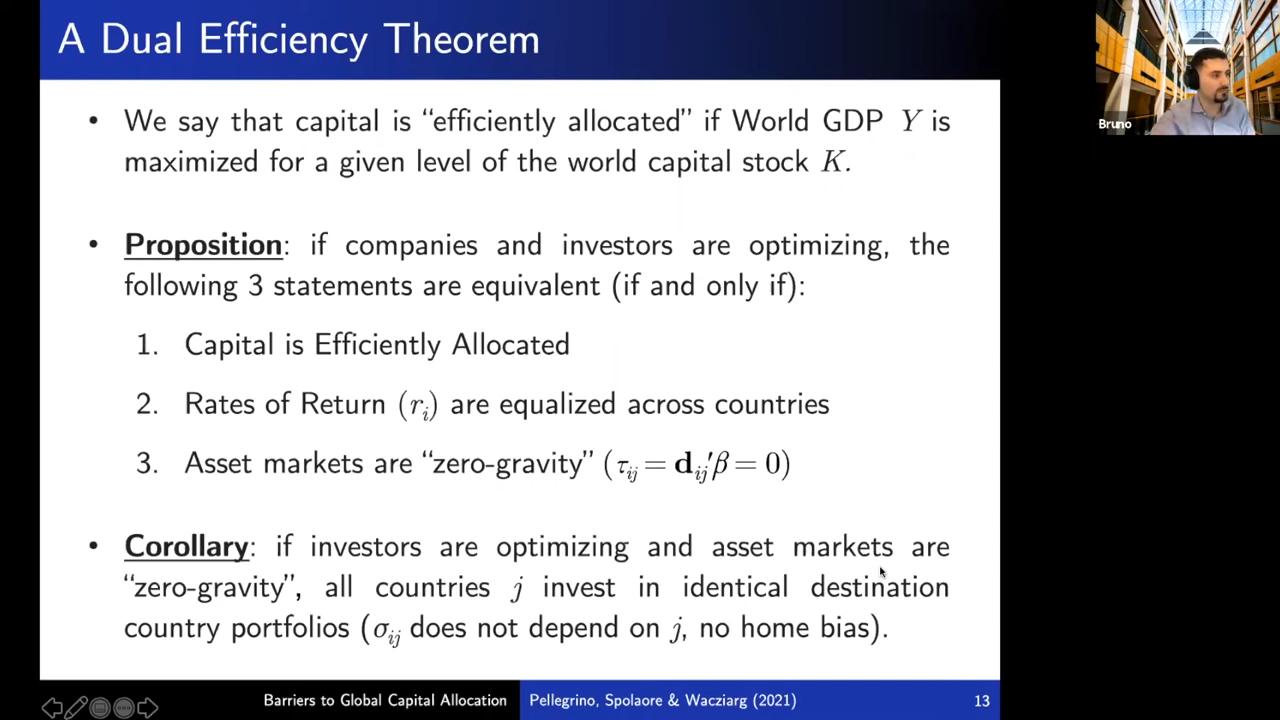 A Dual Efficiency Theorem
• We say that capital is “efficiently allocated” if World GDP Y is
maximized for a given level of the world capital stock K.
• Proposition: if companies and investors are optimizing, the
following 3 statements are equivalent (if and only if):
1. Capital is Efficiently Allocated
2. Rates of Return (rᵢ) are equalized across countries
3. Asset markets are “zero-gravity” (τᵢⱼ = dᵢⱼ′β = 0)
• Corollary: if investors are optimizing and asset markets are
“zero-gravity”, all countries j invest in identical destination
country portfolios (σᵢⱼ does not depend on j, no home bias).
Barriers to Global Capital Allocation
Pellegrino, Spolaore & Wacziarg (2021)
13
Bruno